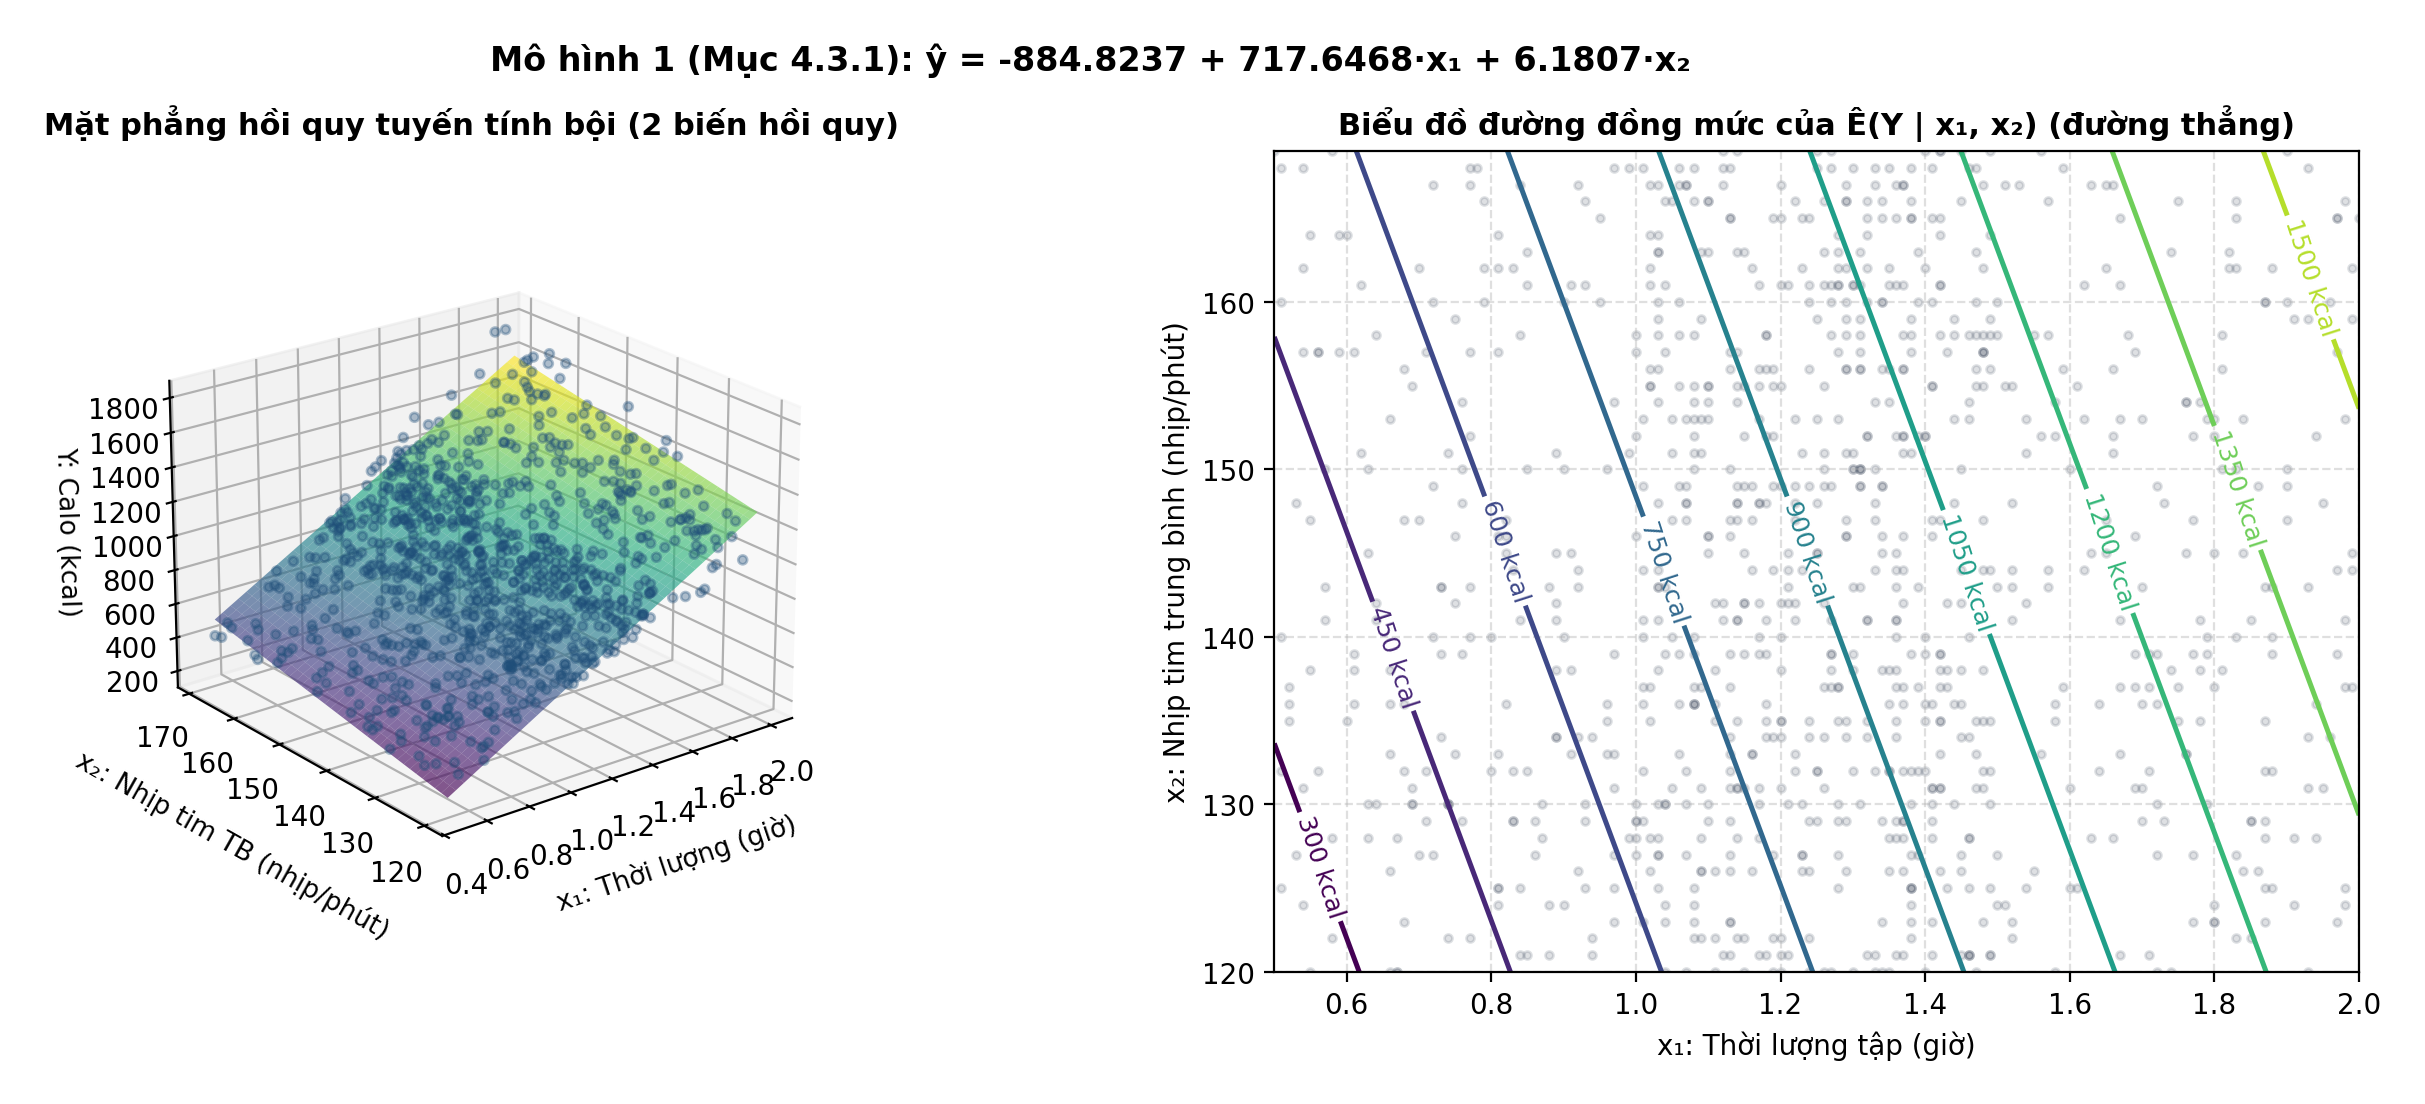 Mô hình 1 (Mục 4.3.1): ŷ = -884.8237 + 717.6468·x₁ + 6.1807·x₂
Mặt phẳng hồi quy tuyến tính bội (2 biến hồi quy)
Y: Calo (kcal)
1800
1600
1400
1200
1000
800
600
400
200
170
160
150
140
130
120
x₂: Nhịp tim TB (nhịp/phút)
0.4
0.6
0.8
1.0
1.2
1.4
1.6
1.8
2.0
x₁: Thời lượng (giờ)
Biểu đồ đường đồng mức của Ê(Y | x₁, x₂) (đường thẳng)
x₂: Nhịp tim trung bình (nhịp/phút)
160
150
140
130
120
300 kcal
450 kcal
600 kcal
750 kcal
900 kcal
1050 kcal
1200 kcal
1350 kcal
1500 kcal
0.6
0.8
1.0
1.2
1.4
1.6
1.8
2.0
x₁: Thời lượng tập (giờ)